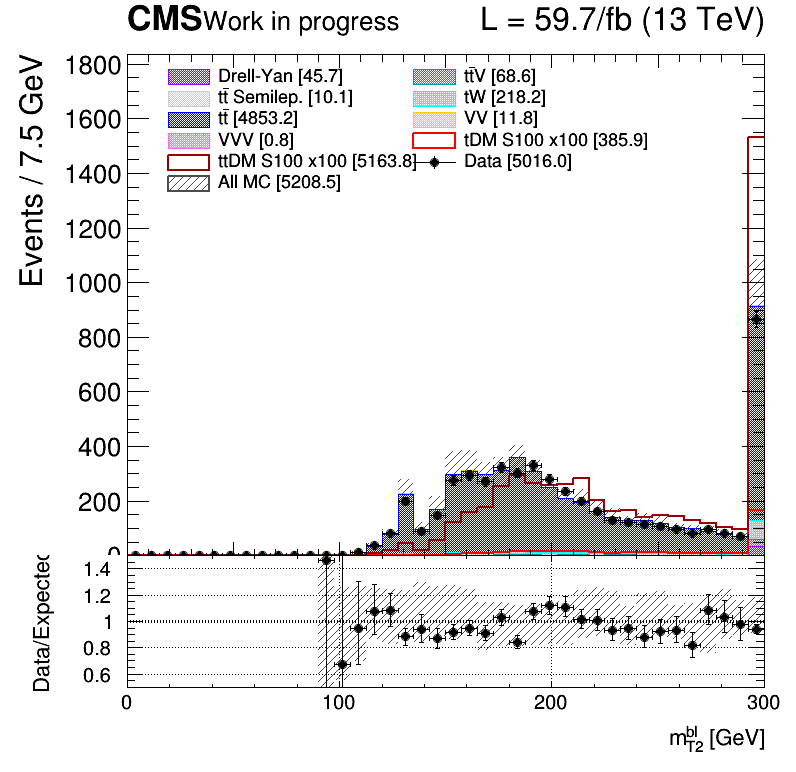 CMS Work in progress L = 59.7/fb (13 TeV)
Events / 7.5 GeV
1800
1600
1400
1200
1000
800
600
400
200
0
Drell-Yan [45.7]
tt̄V [68.6]
tt̄ Semilep. [10.1]
tW [218.2]
tt̄ [4853.2]
VV [11.8]
VVV [0.8]
tDM S100 x100 [385.9]
ttDM S100 x100 [5163.8]
Data [5016.0]
All MC [5208.5]
Data/Expected
1.4
1.2
1
0.8
0.6
0 100 200 300
m_{T2}^{bl} [GeV]